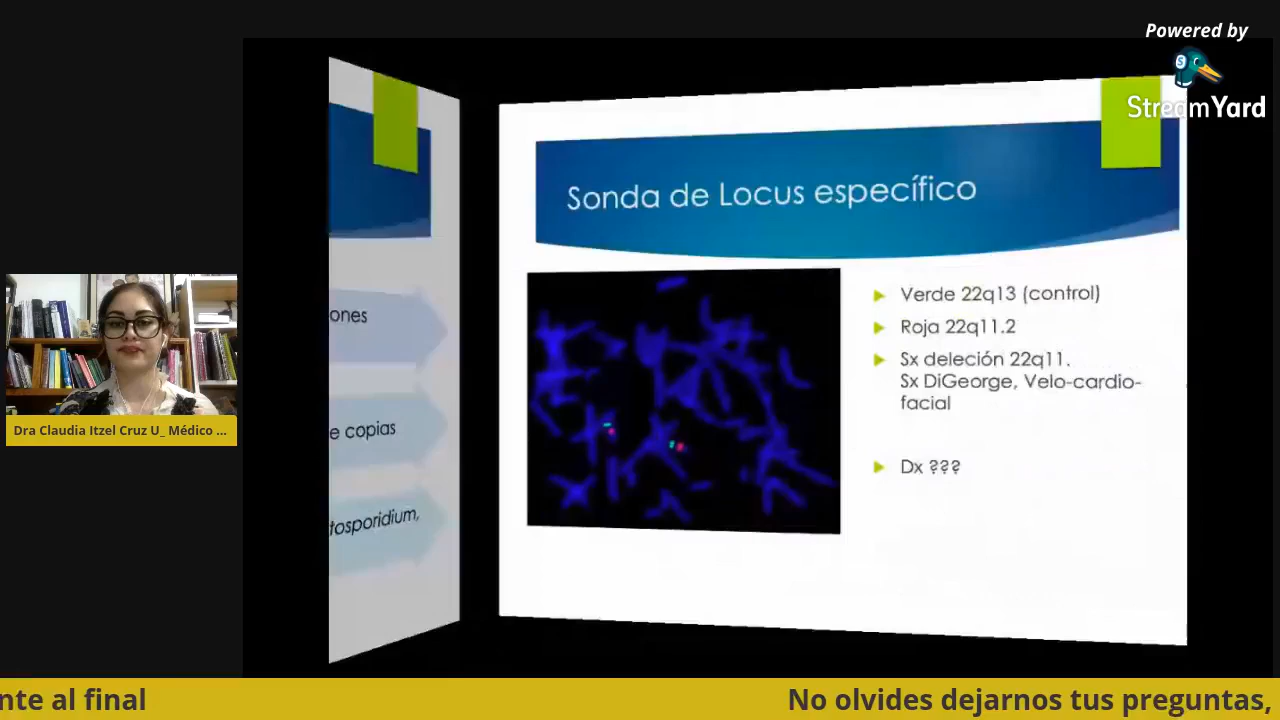 Powered by
StreamYard
Sonda de Locus específico
ones
e copias
tosporidium,
Verde 22q13 (control)
Roja 22q11.2
Sx deleción 22q11.
Sx DiGeorge, Velo-cardio-
facial
Dx ???
Dra Claudia Itzel Cruz U_ Médico ...
nte al final
No olvides dejarnos tus preguntas,